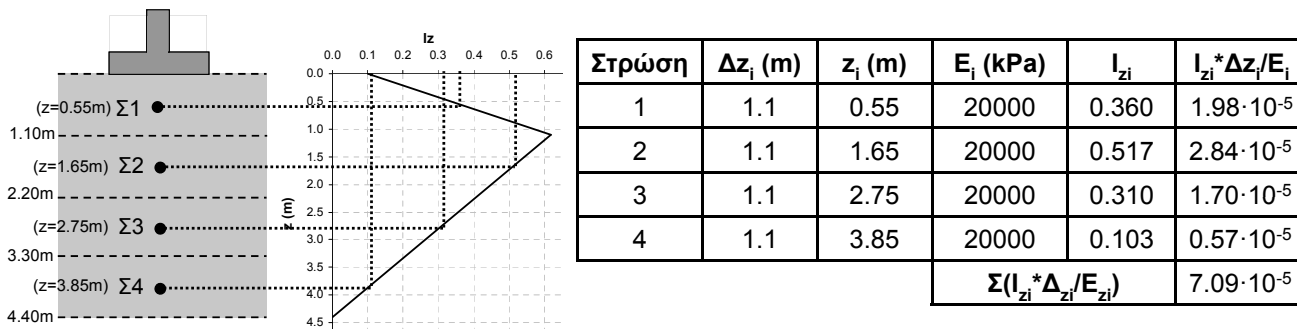 Iz
0.0 0.1 0.2 0.3 0.4 0.5 0.6
0.0
0.5
1.0
1.5
2.0
2.5
3.0
3.5
4.0
4.5
z (m)
(z=0.55m) Σ1
1.10m
(z=1.65m) Σ2
2.20m
(z=2.75m) Σ3
3.30m
(z=3.85m) Σ4
4.40m
Στρώση Δzᵢ (m) zᵢ (m) Eᵢ (kPa) I_zi I_zi*Δzᵢ/Eᵢ
1 1.1 0.55 20000 0.360 1.98·10⁻⁵
2 1.1 1.65 20000 0.517 2.84·10⁻⁵
3 1.1 2.75 20000 0.310 1.70·10⁻⁵
4 1.1 3.85 20000 0.103 0.57·10⁻⁵
Σ(I_zi*Δ_zi/E_zi) 7.09·10⁻⁵